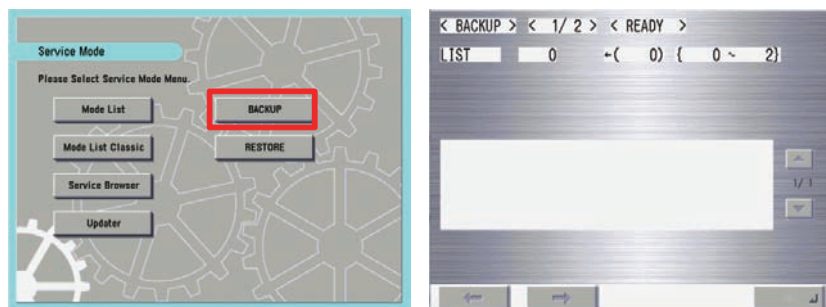 Service Mode
Please Select Service Mode Menu.
Mode List
BACKUP
Mode List Classic
RESTORE
Service Browser
Updater
< BACKUP > < 1/ 2 > < READY >
LIST 0 ←( 0) { 0 ~ 2}
1/ 1
← →